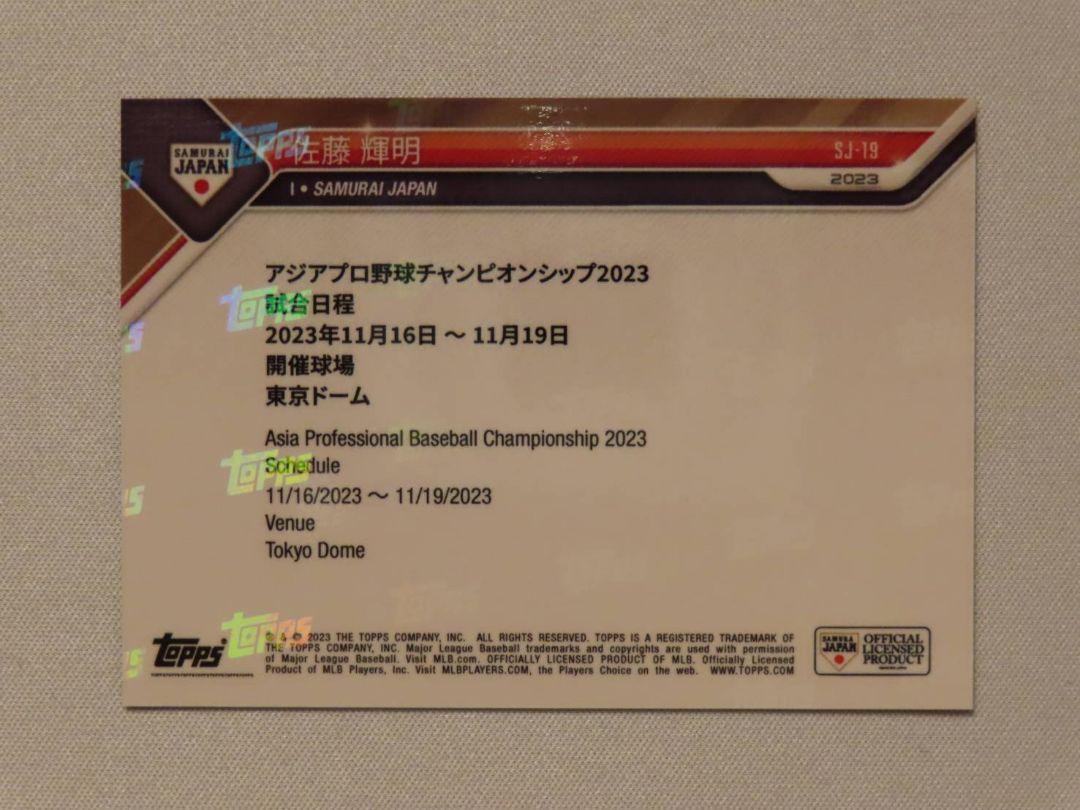 SAMURAI
JAPAN
佐藤 輝明
SJ-19
I • SAMURAI JAPAN
2023
アジアプロ野球チャンピオンシップ2023
試合日程
2023年11月16日 ～ 11月19日
開催球場
東京ドーム
Asia Professional Baseball Championship 2023
Schedule
11/16/2023 ～ 11/19/2023
Venue
Tokyo Dome
topps
® & © 2023 THE TOPPS COMPANY, INC. ALL RIGHTS RESERVED. TOPPS IS A REGISTERED TRADEMARK OF
THE TOPPS COMPANY, INC. Major League Baseball trademarks and copyrights are used with permission
of Major League Baseball. Visit MLB.com. OFFICIALLY LICENSED PRODUCT OF MLB. Officially Licensed
Product of MLB Players, Inc. Visit MLBPLAYERS.COM, the Players Choice on the web. WWW.TOPPS.COM
SAMURAI
JAPAN
OFFICIAL
LICENSED
PRODUCT
topps
topps
topps
topps